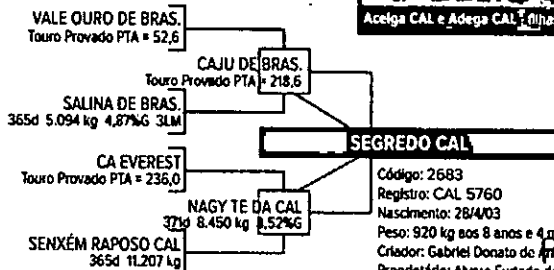 VALE OURO DE BRAS.
Touro Provado PTA = 52,6
CAJU DE BRAS.
Touro Provado PTA = 218,6
SALINA DE BRAS.
365d 5.094 kg 4,87%G 3LM
CA EVEREST
Touro Provado PTA = 236,0
NAGY TE DA CAL
371d 8.450 kg 3,52%G
SENXÉM RAPOSO CAL
365d 11.207 kg
Acelga CAL e Adega CAL filhas
SEGREDO CAL
Código: 2683
Registro: CAL 5760
Nascimento: 28/4/03
Peso: 920 kg aos 8 anos e 4
Criador: Gabriel Donato de